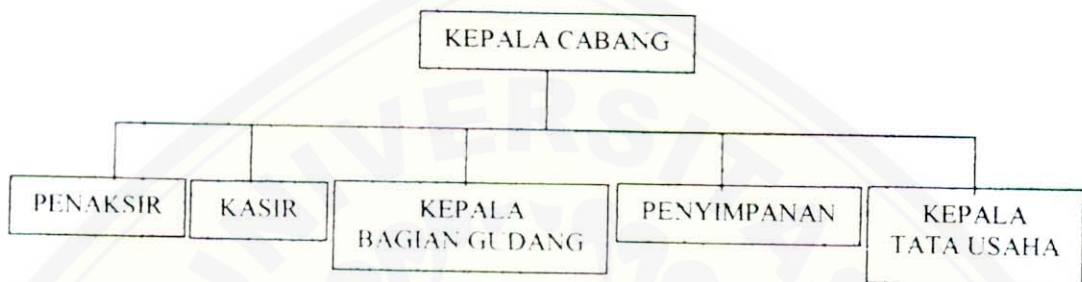 KEPALA CABANG
PENAKSIR
KASIR
KEPALA
BAGIAN GUDANG
PENYIMPANAN
KEPALA
TATA USAHA